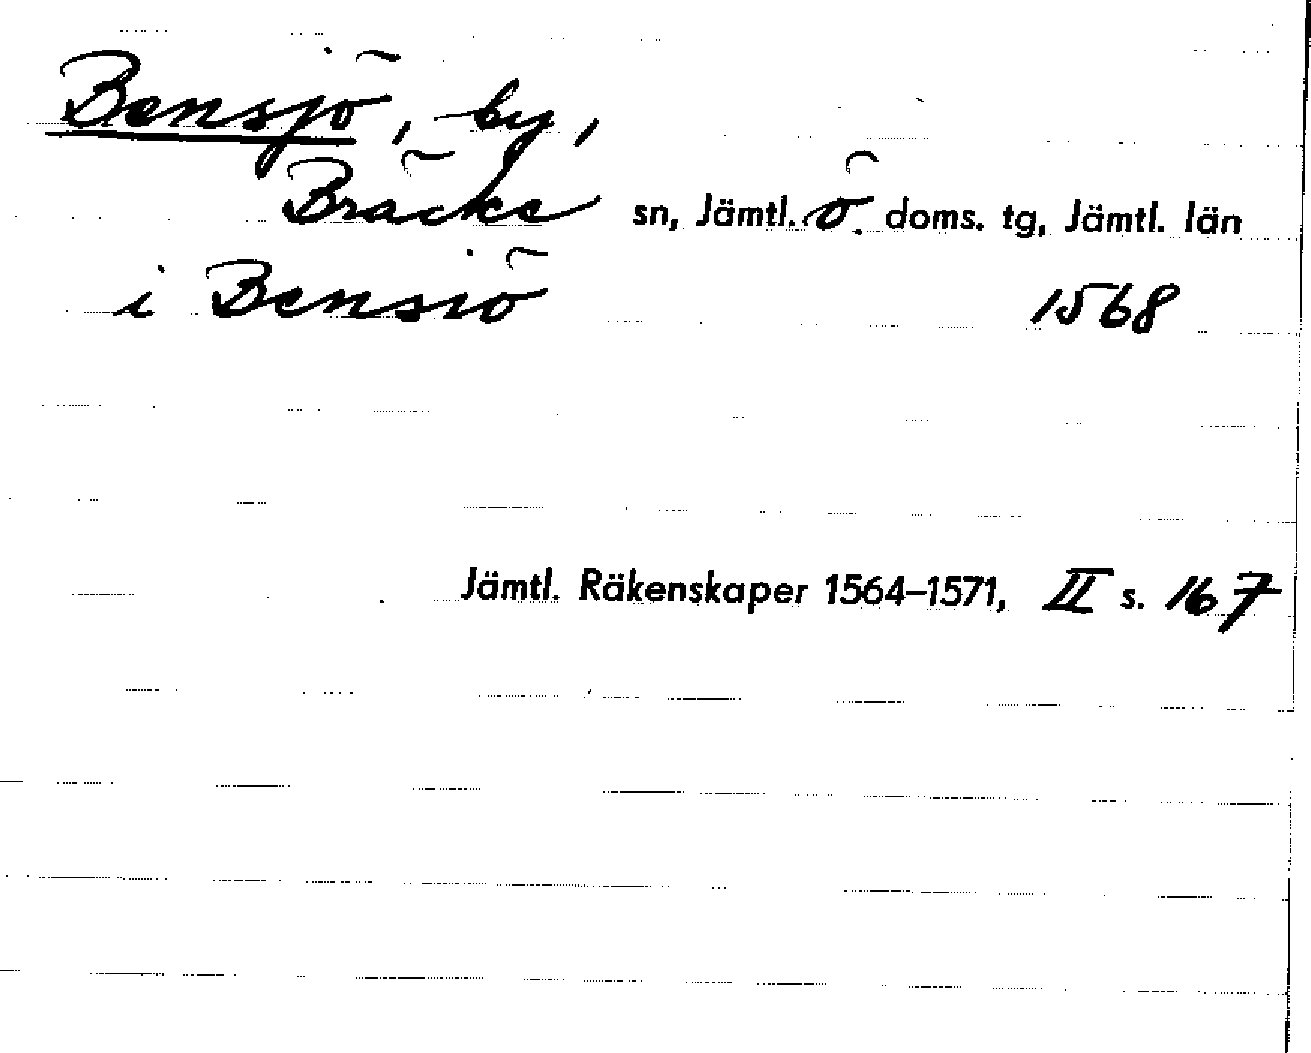 Bensjö, by,
Bräcke sn, Jämtl. ö. doms. tg, Jämtl. län
i Bensiö 1568
Jämtl. Räkenskaper 1564–1571, II s. 167